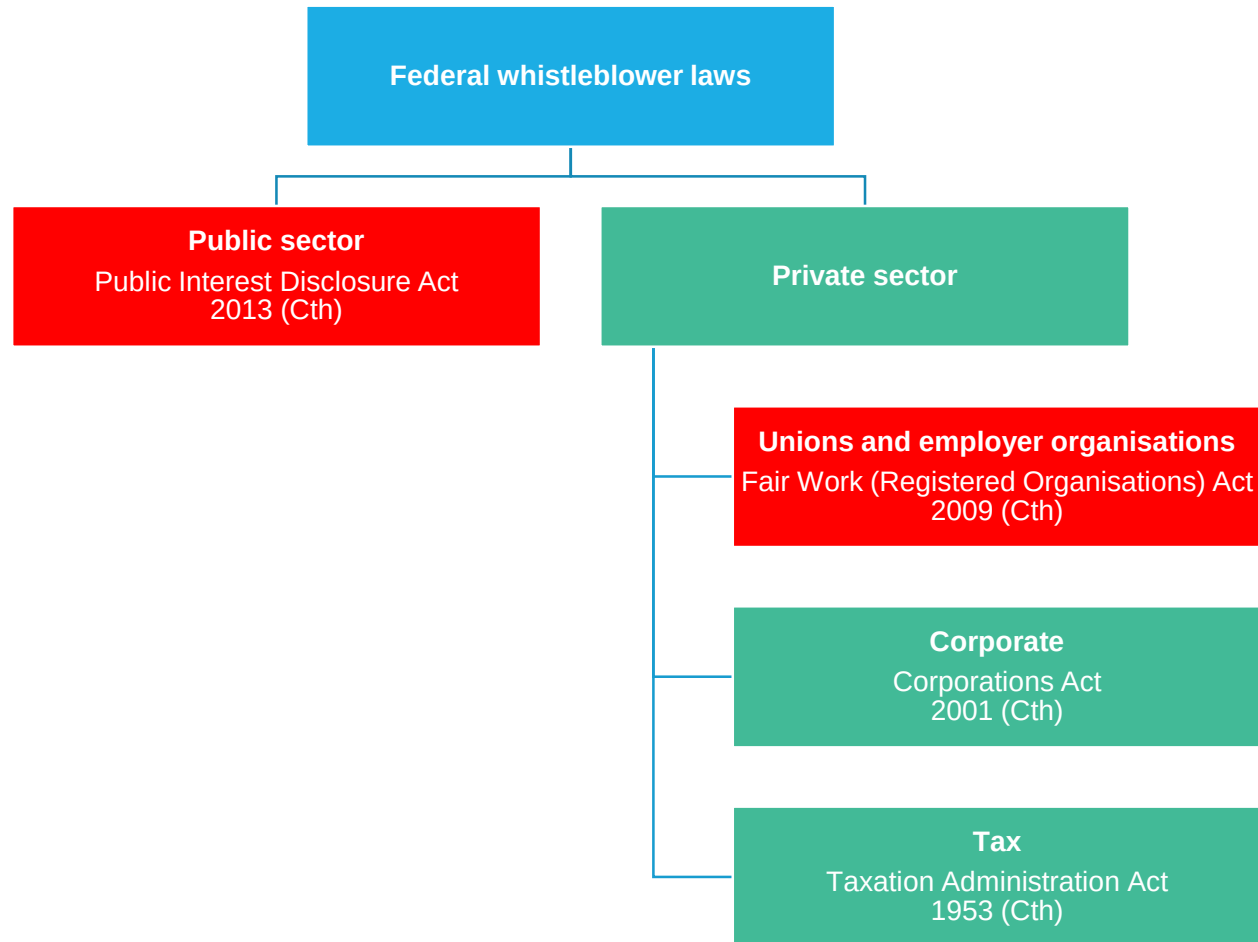 Federal whistleblower laws
Public sector
Public Interest Disclosure Act
2013 (Cth)
Private sector
Unions and employer organisations
Fair Work (Registered Organisations) Act
2009 (Cth)
Corporate
Corporations Act
2001 (Cth)
Tax
Taxation Administration Act
1953 (Cth)